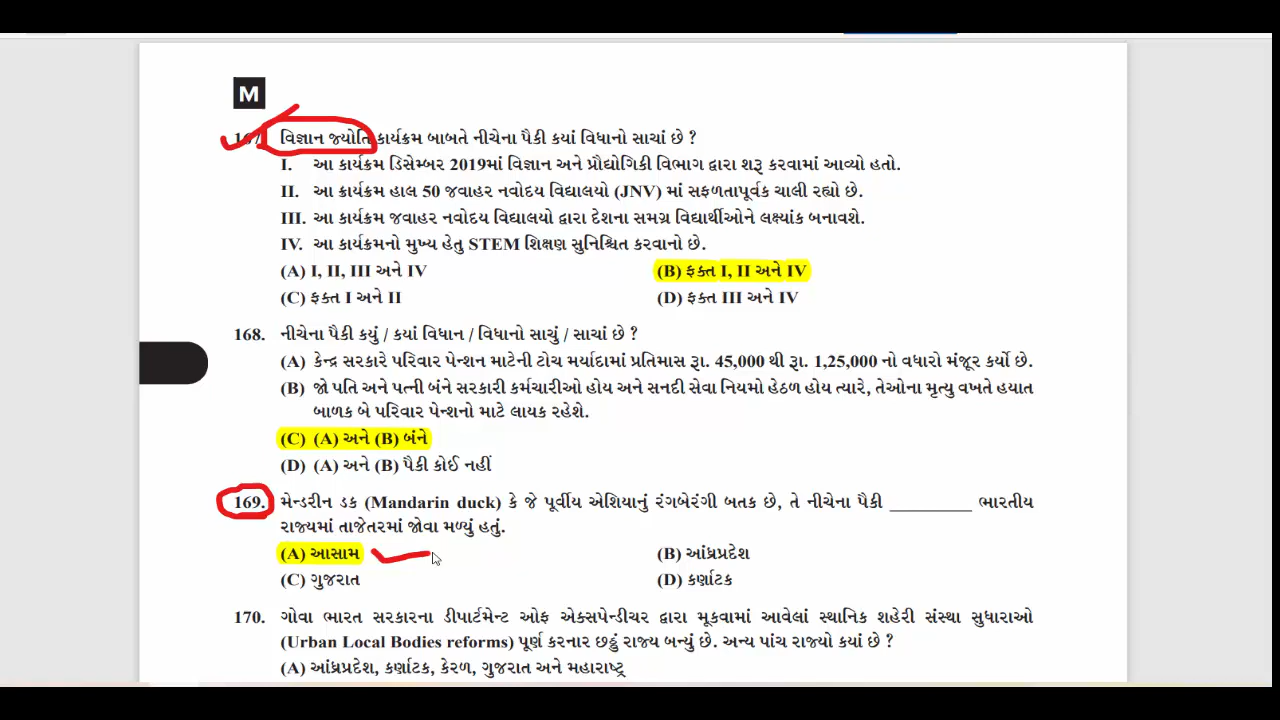 M
167. વિજ્ઞાન જ્યોતિ કાર્યક્રમ બાબતે નીચેના પૈકી કયાં વિધાનો સાચાં છે ?
I. આ કાર્યક્રમ ડિસેમ્બર 2019માં વિજ્ઞાન અને પ્રૌદ્યોગિકી વિભાગ દ્વારા શરૂ કરવામાં આવ્યો હતો.
II. આ ક્રાર્યક્રમ હાલ 50 જવાહર નવોદય વિદ્યાલયો (JNV) માં સફળતાપૂર્વક ચાલી રહ્યો છે.
III. આ કાર્યક્રમ જવાહર નવોદય વિદ્યાલયો દ્વારા દેશના સમગ્ર વિદ્યાર્થીઓને લક્ષ્યાંક બનાવશે.
IV. આ કાર્યક્રમનો મુખ્ય હેતુ STEM શિક્ષણ સુનિશ્ચિત કરવાનો છે.
(A) I, II, III અને IV (B) ફક્ત I, II અને IV
(C) ફક્ત I અને II (D) ફક્ત III અને IV
168. નીચેના પૈકી કયું / કયાં વિધાન / વિધાનો સાચું / સાચાં છે ?
(A) કેન્દ્ર સરકારે પરિવાર પેન્શન માટેની ટોચ મર્યાદામાં પ્રતિમાસ રૂા. 45,000 થી રૂા. 1,25,000 નો વધારો મંજૂર કર્યો છે.
(B) જો પતિ અને પત્ની બંને સરકારી કર્મચારીઓ હોય અને સનદી સેવા નિયમો હેઠળ હોય ત્યારે, તેઓના મૃત્યુ વખતે હયાત
બાળક બે પરિવાર પેન્શનો માટે લાયક રહેશે.
(C) (A) અને (B) બંને
(D) (A) અને (B) પૈકી કોઈ નહીં
169. મેન્ડરીન ડક (Mandarin duck) કે જે પૂર્વીય એશિયાનું રંગબેરંગી બતક છે, તે નીચેના પૈકી _________ ભારતીય
રાજ્યમાં તાજેતરમાં જોવા મળ્યું હતું.
(A) આસામ (B) આંધ્રપ્રદેશ
(C) ગુજરાત (D) કર્ણાટક
170. ગોવા ભારત સરકારના ડીપાર્ટમેન્ટ ઓફ એક્સપેન્ડીચર દ્વારા મૂકવામાં આવેલાં સ્થાનિક શહેરી સંસ્થા સુધારાઓ
(Urban Local Bodies reforms) પૂર્ણ કરનાર છઠ્ઠું રાજ્ય બન્યું છે. અન્ય પાંચ રાજ્યો કયાં છે ?
(A) આંધ્રપ્રદેશ, કર્ણાટક, કેરળ, ગુજરાત અને મહારાષ્ટ્ર